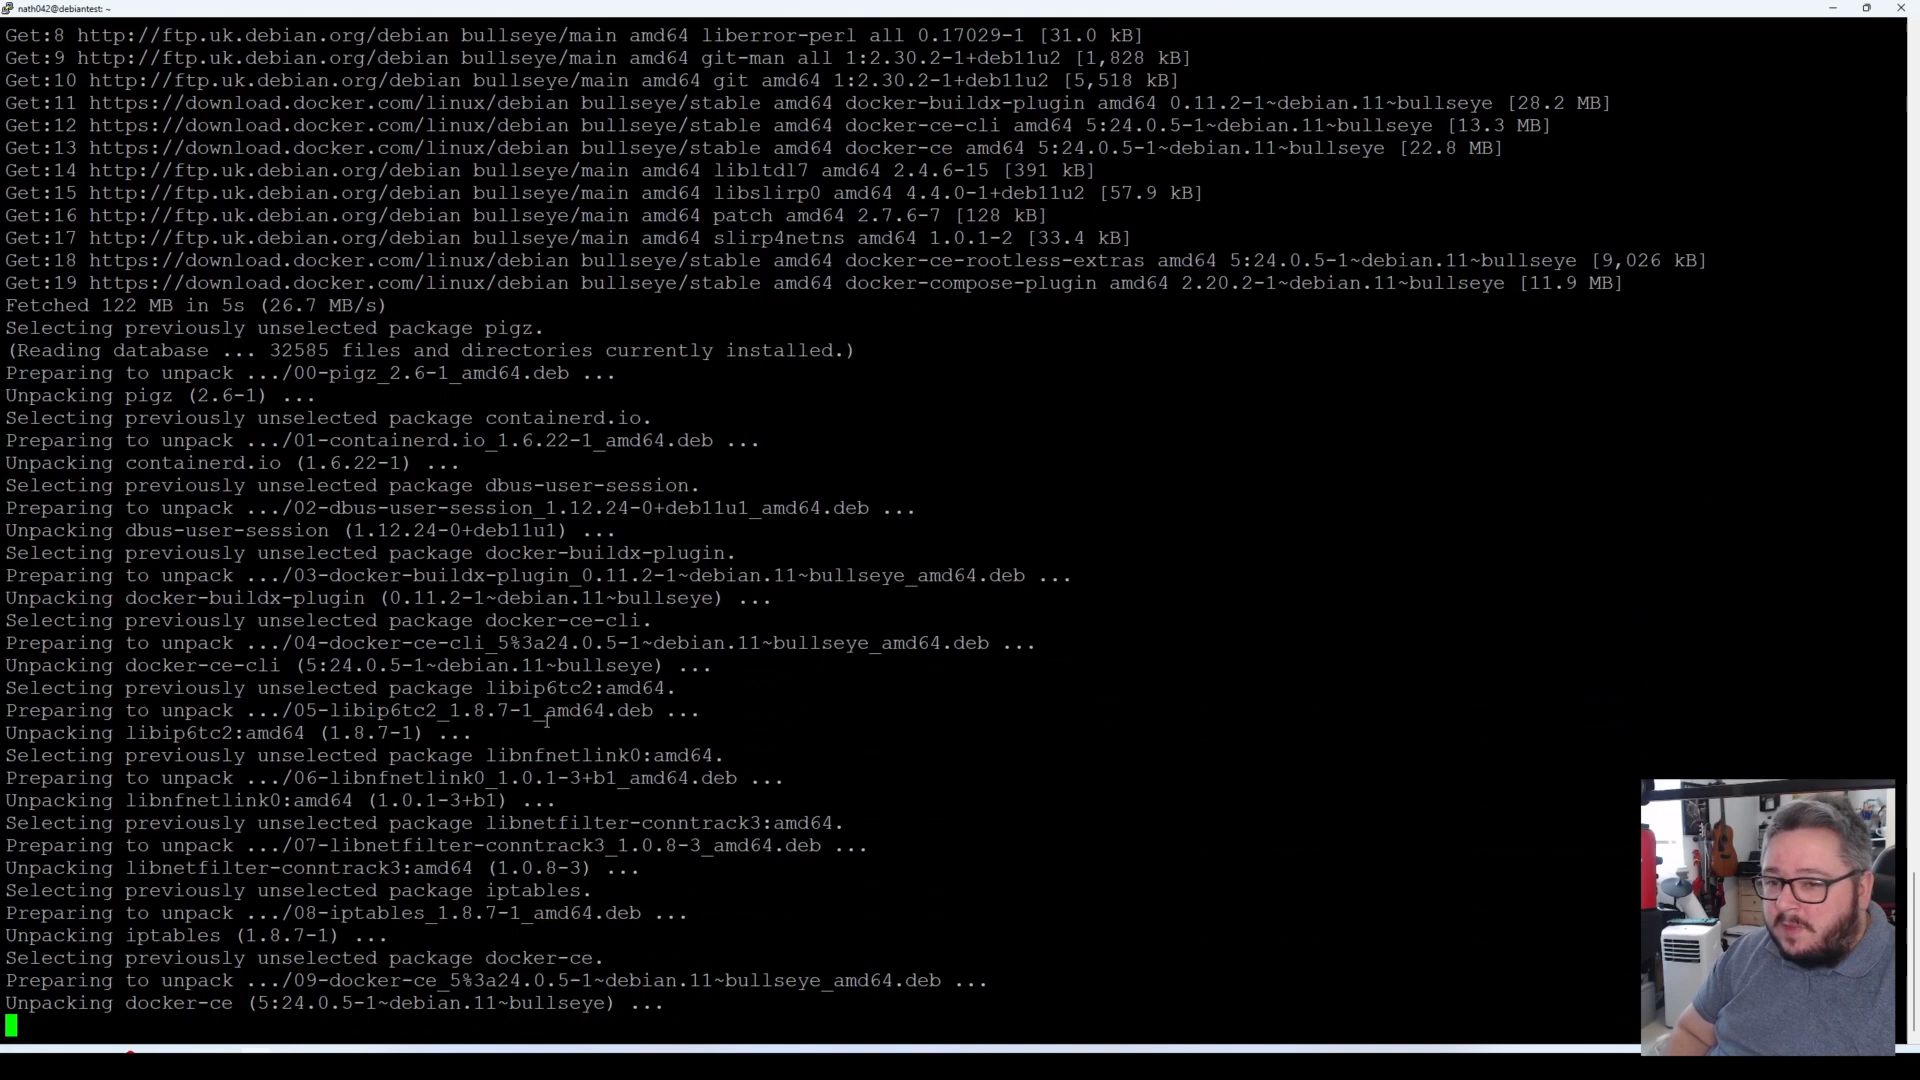 nath042@debiantest: ~
Get:8 http://ftp.uk.debian.org/debian bullseye/main amd64 liberror-perl all 0.17029-1 [31.0 kB]
Get:9 http://ftp.uk.debian.org/debian bullseye/main amd64 git-man all 1:2.30.2-1+deb11u2 [1,828 kB]
Get:10 http://ftp.uk.debian.org/debian bullseye/main amd64 git amd64 1:2.30.2-1+deb11u2 [5,518 kB]
Get:11 https://download.docker.com/linux/debian bullseye/stable amd64 docker-buildx-plugin amd64 0.11.2-1~debian.11~bullseye [28.2 MB]
Get:12 https://download.docker.com/linux/debian bullseye/stable amd64 docker-ce-cli amd64 5:24.0.5-1~debian.11~bullseye [13.3 MB]
Get:13 https://download.docker.com/linux/debian bullseye/stable amd64 docker-ce amd64 5:24.0.5-1~debian.11~bullseye [22.8 MB]
Get:14 http://ftp.uk.debian.org/debian bullseye/main amd64 libltdl7 amd64 2.4.6-15 [391 kB]
Get:15 http://ftp.uk.debian.org/debian bullseye/main amd64 libslirp0 amd64 4.4.0-1+deb11u2 [57.9 kB]
Get:16 http://ftp.uk.debian.org/debian bullseye/main amd64 patch amd64 2.7.6-7 [128 kB]
Get:17 http://ftp.uk.debian.org/debian bullseye/main amd64 slirp4netns amd64 1.0.1-2 [33.4 kB]
Get:18 https://download.docker.com/linux/debian bullseye/stable amd64 docker-ce-rootless-extras amd64 5:24.0.5-1~debian.11~bullseye [9,026 kB]
Get:19 https://download.docker.com/linux/debian bullseye/stable amd64 docker-compose-plugin amd64 2.20.2-1~debian.11~bullseye [11.9 MB]
Fetched 122 MB in 5s (26.7 MB/s)
Selecting previously unselected package pigz.
(Reading database ... 32585 files and directories currently installed.)
Preparing to unpack .../00-pigz_2.6-1_amd64.deb ...
Unpacking pigz (2.6-1) ...
Selecting previously unselected package containerd.io.
Preparing to unpack .../01-containerd.io_1.6.22-1_amd64.deb ...
Unpacking containerd.io (1.6.22-1) ...
Selecting previously unselected package dbus-user-session.
Preparing to unpack .../02-dbus-user-session_1.12.24-0+deb11u1_amd64.deb ...
Unpacking dbus-user-session (1.12.24-0+deb11u1) ...
Selecting previously unselected package docker-buildx-plugin.
Preparing to unpack .../03-docker-buildx-plugin_0.11.2-1~debian.11~bullseye_amd64.deb ...
Unpacking docker-buildx-plugin (0.11.2-1~debian.11~bullseye) ...
Selecting previously unselected package docker-ce-cli.
Preparing to unpack .../04-docker-ce-cli_5%3a24.0.5-1~debian.11~bullseye_amd64.deb ...
Unpacking docker-ce-cli (5:24.0.5-1~debian.11~bullseye) ...
Selecting previously unselected package libip6tc2:amd64.
Preparing to unpack .../05-libip6tc2_1.8.7-1_amd64.deb ...
Unpacking libip6tc2:amd64 (1.8.7-1) ...
Selecting previously unselected package libnfnetlink0:amd64.
Preparing to unpack .../06-libnfnetlink0_1.0.1-3+b1_amd64.deb ...
Unpacking libnfnetlink0:amd64 (1.0.1-3+b1) ...
Selecting previously unselected package libnetfilter-conntrack3:amd64.
Preparing to unpack .../07-libnetfilter-conntrack3_1.0.8-3_amd64.deb ...
Unpacking libnetfilter-conntrack3:amd64 (1.0.8-3) ...
Selecting previously unselected package iptables.
Preparing to unpack .../08-iptables_1.8.7-1_amd64.deb ...
Unpacking iptables (1.8.7-1) ...
Selecting previously unselected package docker-ce.
Preparing to unpack .../09-docker-ce_5%3a24.0.5-1~debian.11~bullseye_amd64.deb ...
Unpacking docker-ce (5:24.0.5-1~debian.11~bullseye) ...